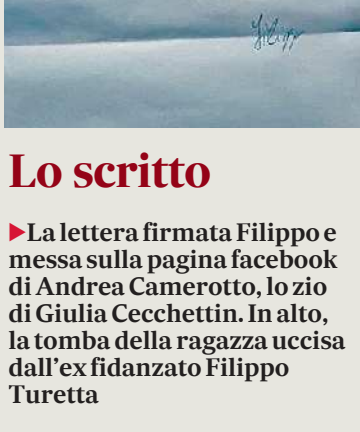 Filippo
Lo scritto
▶La lettera firmata Filippo e
messa sulla pagina facebook
di Andrea Camerotto, lo zio
di Giulia Cecchettin. In alto,
la tomba della ragazza uccisa
dall'ex fidanzato Filippo
Turetta